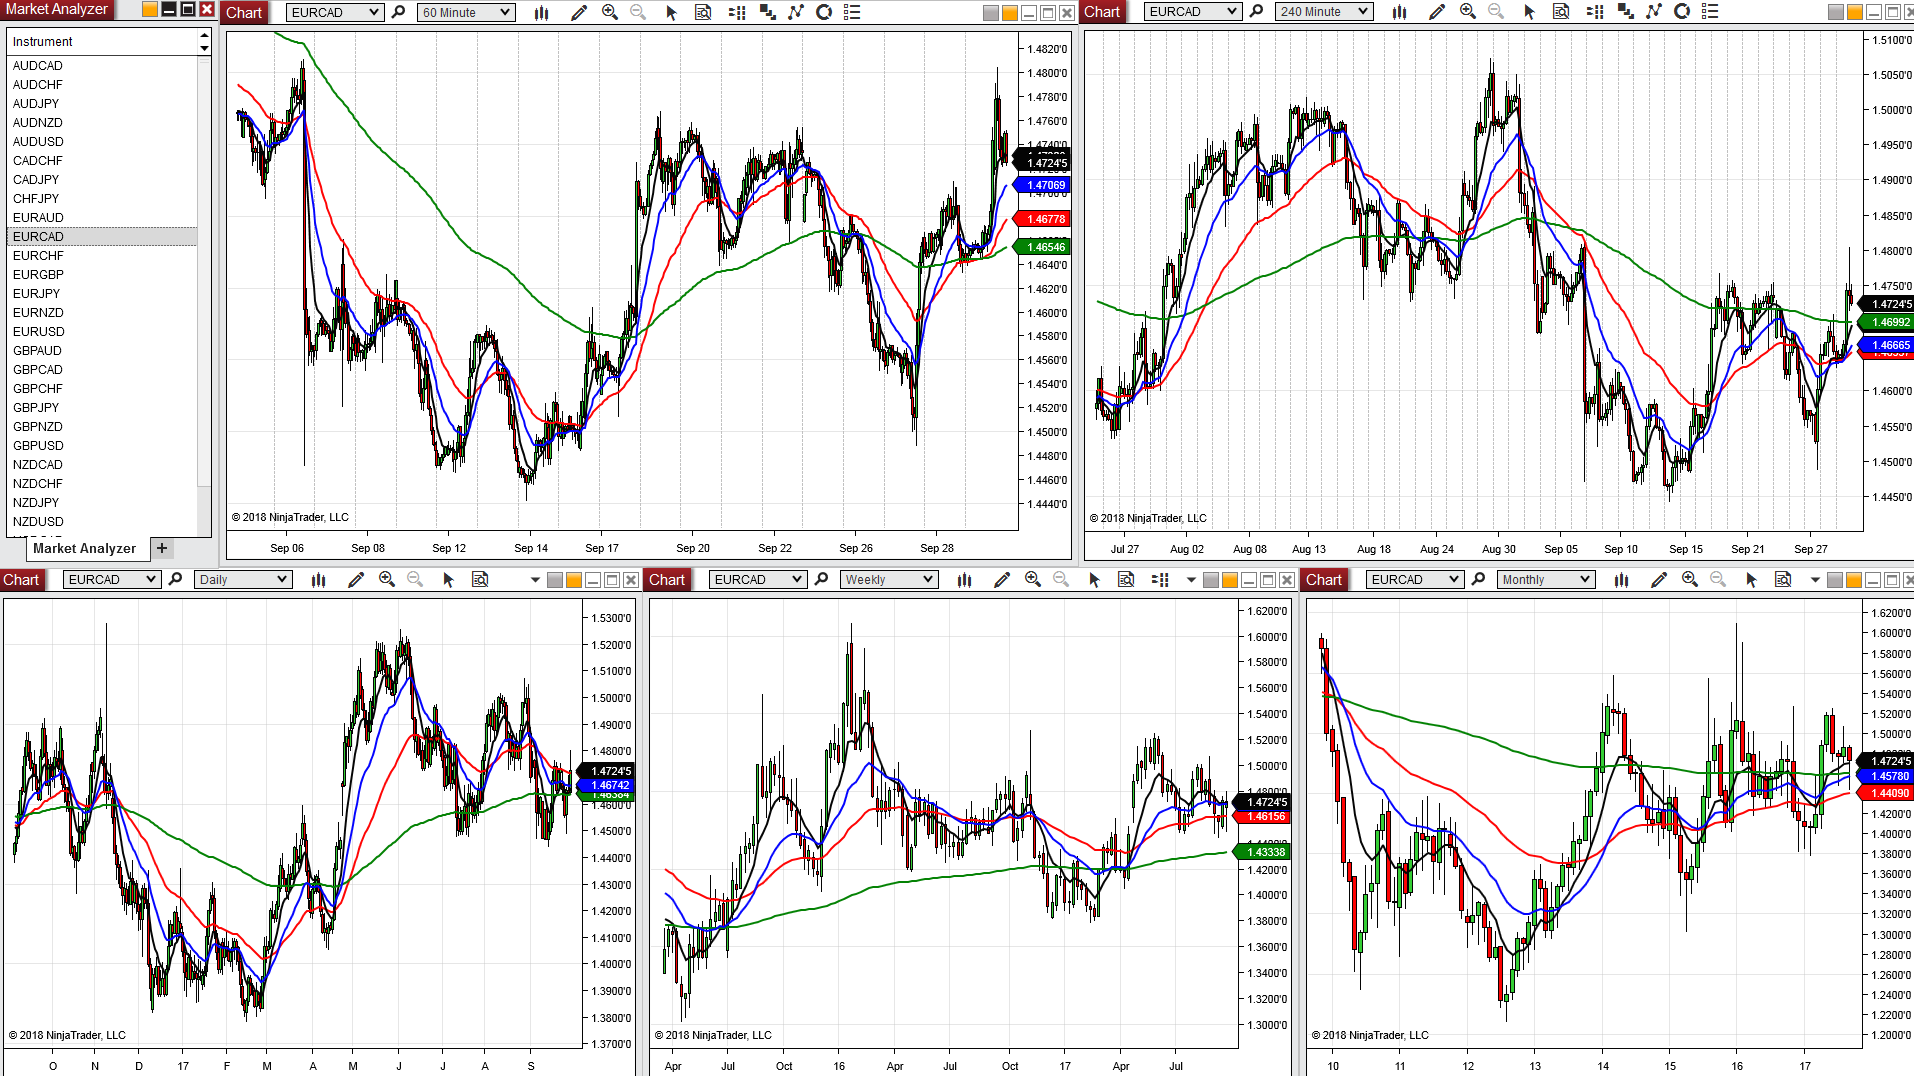 Market Analyzer
Instrument
AUDCAD
AUDCHF
AUDJPY
AUDNZD
AUDUSD
CADCHF
CADJPY
CHFJPY
EURAUD
EURCAD
EURCHF
EURGBP
EURJPY
EURNZD
EURUSD
GBPAUD
GBPCAD
GBPCHF
GBPJPY
GBPNZD
GBPUSD
NZDCAD
NZDCHF
NZDJPY
NZDUSD
Market Analyzer +
Chart EURCAD 60 Minute
1.4820'0
1.4800'0
1.4780'0
1.4760'0
1.4740'0
1.4724'5
1.47069
1.4700'0
1.46778
1.46546
1.4640'0
1.4620'0
1.4600'0
1.4580'0
1.4560'0
1.4540'0
1.4520'0
1.4500'0
1.4480'0
1.4460'0
1.4440'0
© 2018 NinjaTrader, LLC
Sep 06 Sep 08 Sep 12 Sep 14 Sep 17 Sep 20 Sep 22 Sep 26 Sep 28
Chart EURCAD 240 Minute
1.5100'0
1.5050'0
1.5000'0
1.4950'0
1.4900'0
1.4850'0
1.4800'0
1.4750'0
1.4724'5
1.46992
1.46665
1.4600'0
1.4550'0
1.4500'0
1.4450'0
© 2018 NinjaTrader, LLC
Jul 27 Aug 02 Aug 08 Aug 13 Aug 18 Aug 24 Aug 30 Sep 05 Sep 10 Sep 15 Sep 21 Sep 27
Chart EURCAD Daily
1.5300'0
1.5200'0
1.5100'0
1.5000'0
1.4900'0
1.4800'0
1.4724'5
1.46742
1.46384
1.4600'0
1.4500'0
1.4400'0
1.4300'0
1.4200'0
1.4100'0
1.4000'0
1.3900'0
1.3800'0
1.3700'0
© 2018 NinjaTrader, LLC
O N D 17 F M A M J J A S
Chart EURCAD Weekly
1.6200'0
1.6000'0
1.5800'0
1.5600'0
1.5400'0
1.5200'0
1.5000'0
1.4800'0
1.4724'5
1.46156
1.4400'0
1.43338
1.4200'0
1.4000'0
1.3800'0
1.3600'0
1.3400'0
1.3200'0
1.3000'0
© 2018 NinjaTrader, LLC
Apr Jul Oct 16 Apr Jul Oct 17 Apr Jul
Chart EURCAD Monthly
1.6200'0
1.6000'0
1.5800'0
1.5600'0
1.5400'0
1.5200'0
1.5000'0
1.4724'5
1.45780
1.44090
1.4200'0
1.4000'0
1.3800'0
1.3600'0
1.3400'0
1.3200'0
1.3000'0
1.2800'0
1.2600'0
1.2400'0
1.2200'0
1.2000'0
© 2018 NinjaTrader, LLC
10 11 12 13 14 15 16 17